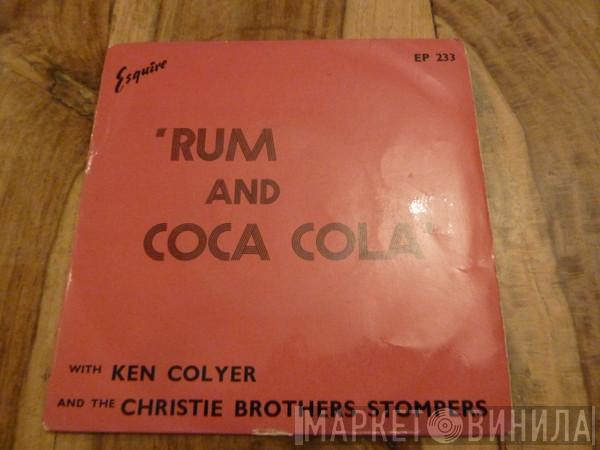 Esquire
EP 233
'RUM
AND
COCA COLA'
WITH KEN COLYER
AND THE CHRISTIE BROTHERS STOMPERS
МАРКЕТ ВИНИЛА